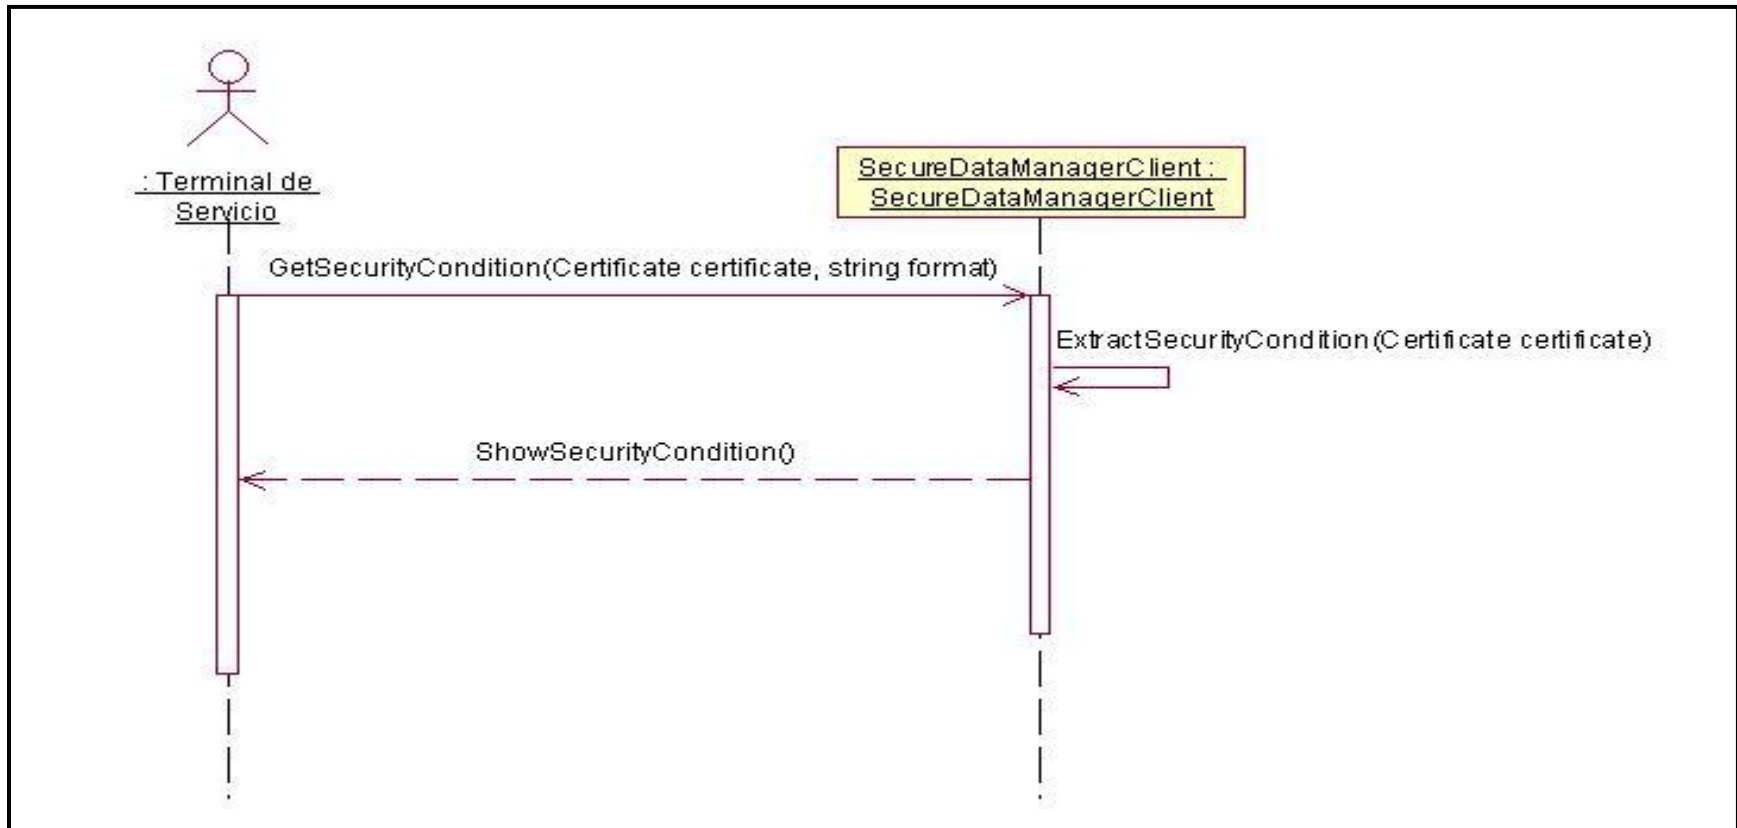 : Terminal de
Servicio
SecureDataManagerClient :
SecureDataManagerClient
GetSecurityCondition(Certificate certificate, string format)
ExtractSecurityCondition(Certificate certificate)
ShowSecurityCondition()